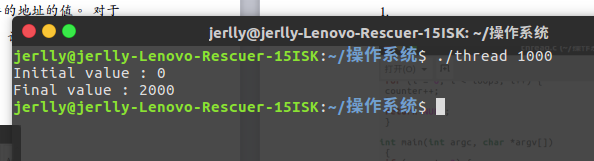 的地址的值。 对于
1.
jerlly@jerlly-Lenovo-Rescuer-15ISK: ~/操作系统
jerlly@jerlly-Lenovo-Rescuer-15ISK:~/操作系统$ ./thread 1000
Initial value : 0
Final value : 2000
jerlly@jerlly-Lenovo-Rescuer-15ISK:~/操作系统$
counter++;
}
int main(int argc, char *argv[])
{